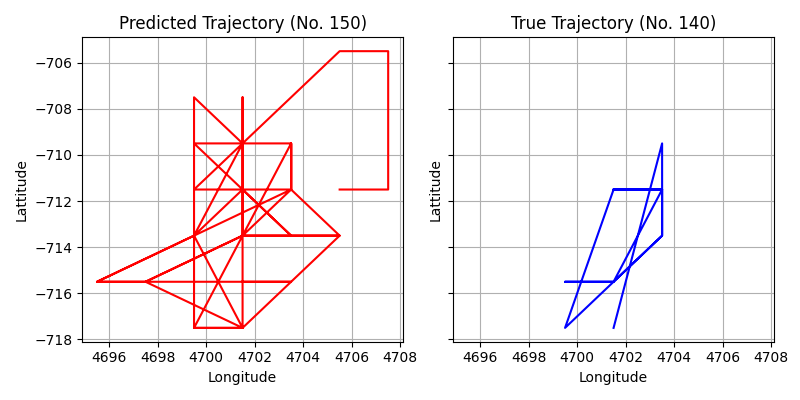 Predicted Trajectory (No. 150)
True Trajectory (No. 140)
Lattitude
−706
−708
−710
−712
−714
−716
−718
4696 4698 4700 4702 4704 4706 4708
Longitude
Lattitude
4696 4698 4700 4702 4704 4706 4708
Longitude